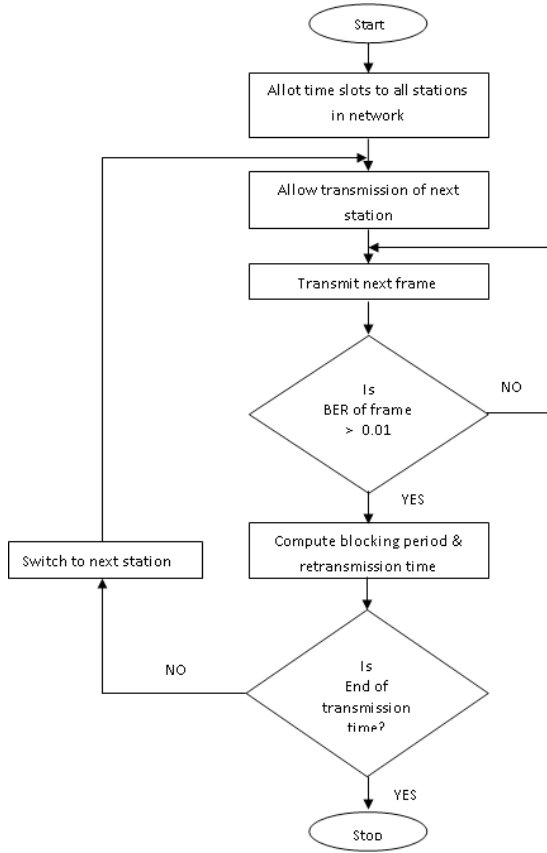 Start
Allot time slots to all stations
in network
Allow transmission of next
station
Transmit next frame
Is
BER of frame
> 0.01
NO
YES
Compute blocking period &
retransmission time
Switch to next station
Is
End of
transmission
time?
NO
YES
Stop